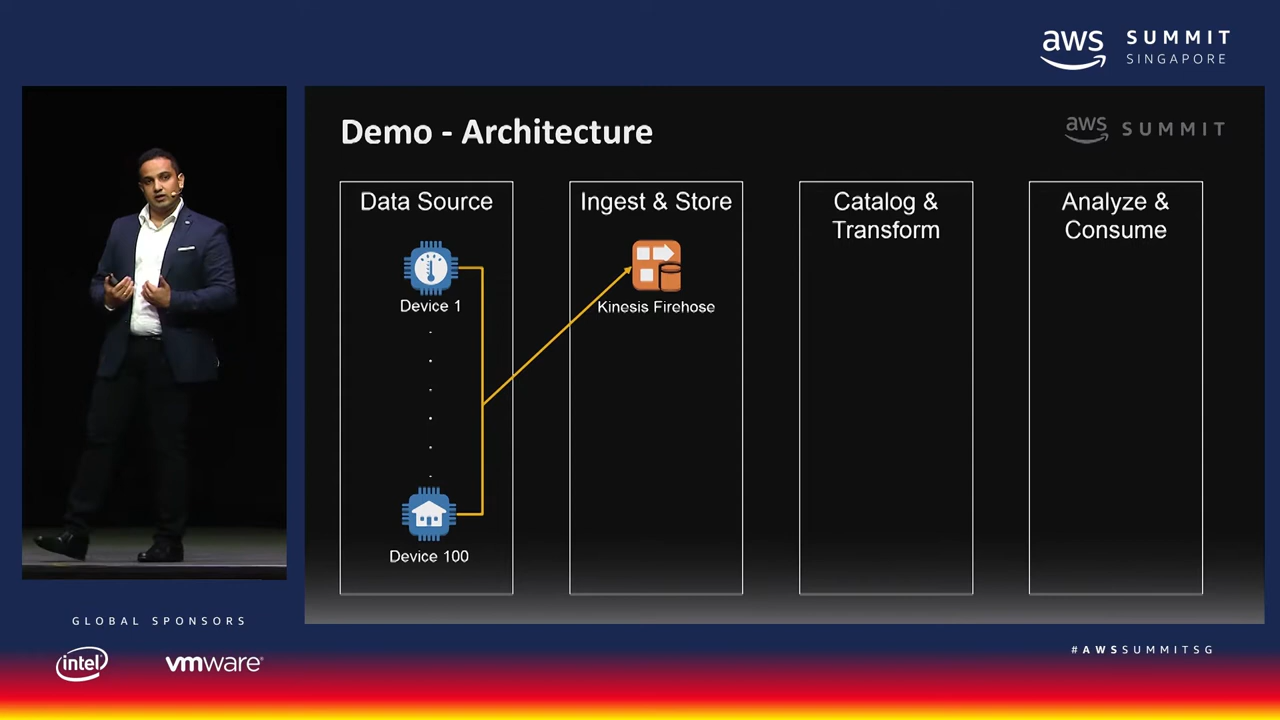 aws SUMMIT
SINGAPORE
Demo - Architecture
aws SUMMIT
Data Source
Device 1
Device 100
Ingest & Store
Kinesis Firehose
Catalog &
Transform
Analyze &
Consume
GLOBAL SPONSORS
intel
vmware
#AWSSUMMITSG